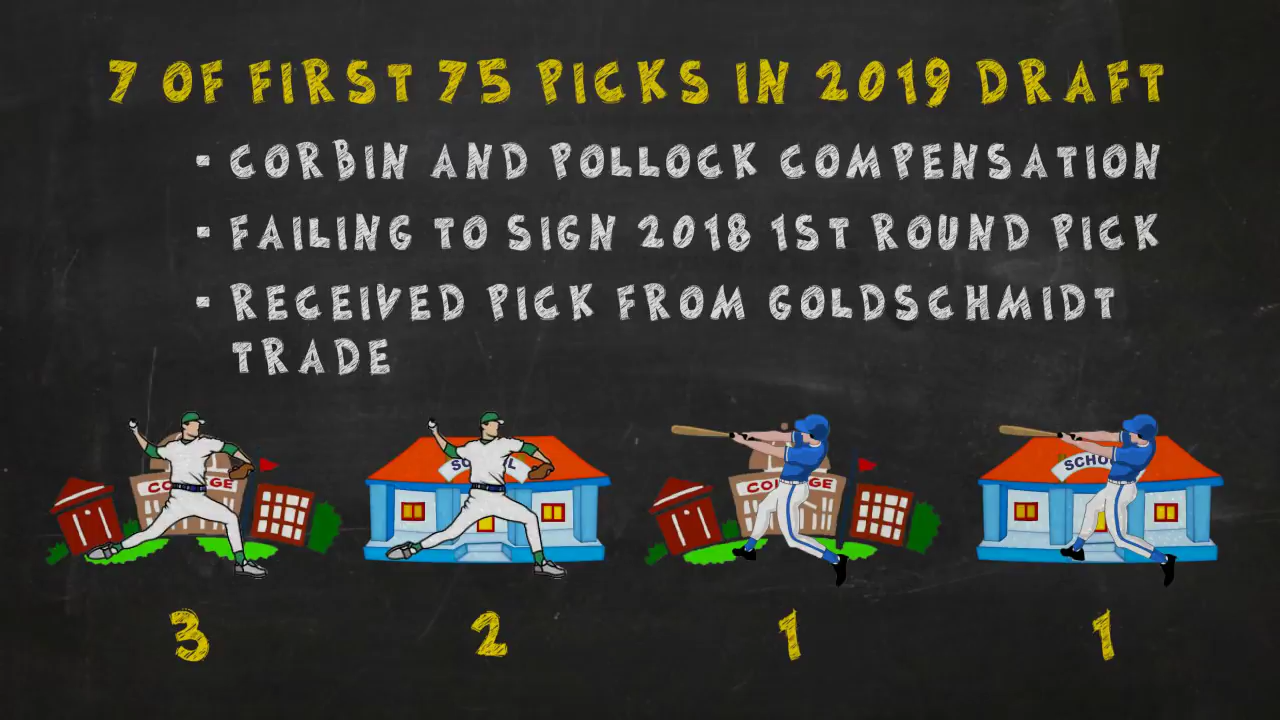 7 OF FIRST 75 PICKS IN 2019 DRAFT
- CORBIN AND POLLOCK COMPENSATION
- FAILING TO SIGN 2018 1ST ROUND PICK
- RECEIVED PICK FROM GOLDSCHMIDT
TRADE
3 2 1 1